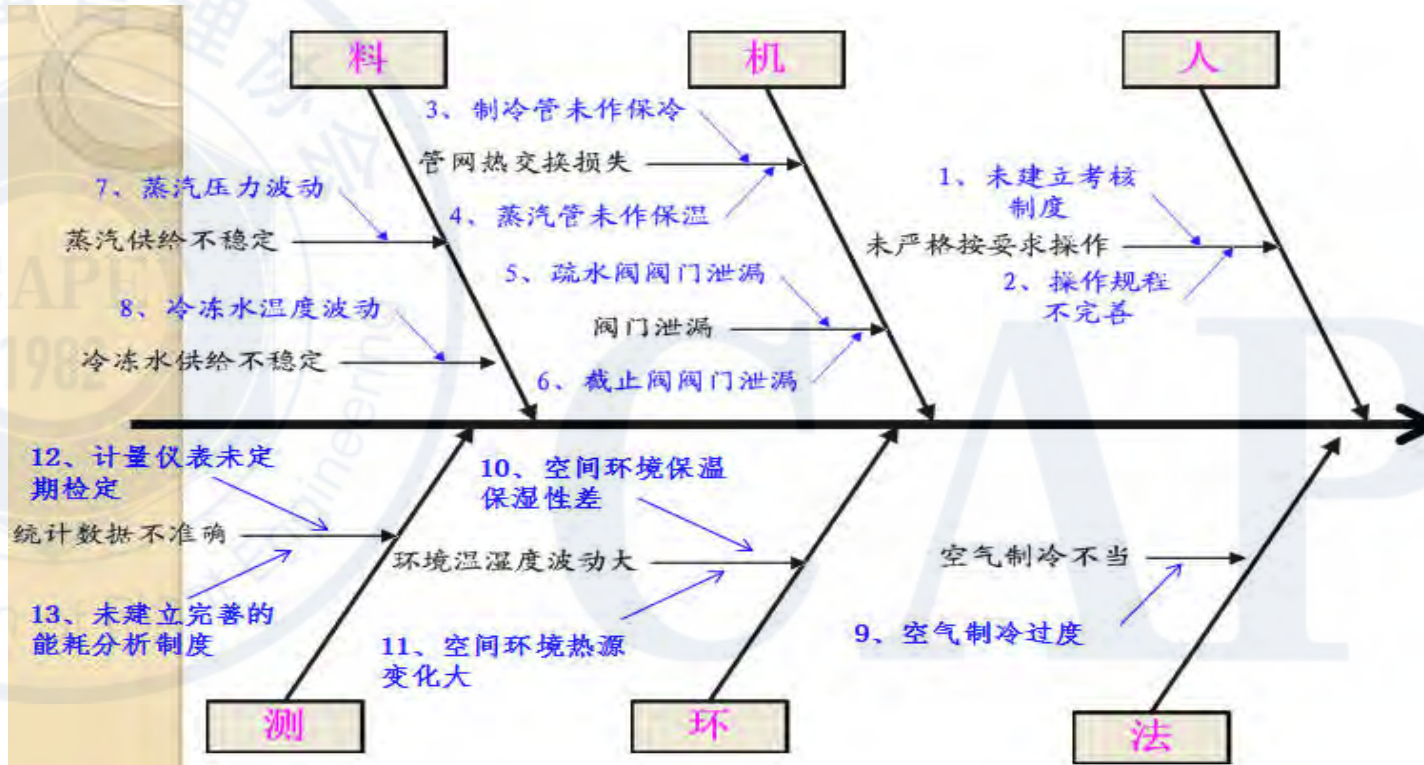 料
机
人
3、制冷管未作保冷
管网热交换损失
4、蒸汽管未作保温
7、蒸汽压力波动
蒸汽供给不稳定
1、未建立考核
制度
未严格按要求操作
2、操作规程
不完善
5、疏水阀阀门泄漏
阀门泄漏
6、截止阀阀门泄漏
8、冷冻水温度波动
冷冻水供给不稳定
12、计量仪表未定
期检定
统计数据不准确
13、未建立完善的
能耗分析制度
10、空间环境保温
保湿性差
环境温湿度波动大
11、空间环境热源
变化大
空气制冷不当
9、空气制冷过度
测
环
法
管理协会
APE
1982
Engineering
CAP